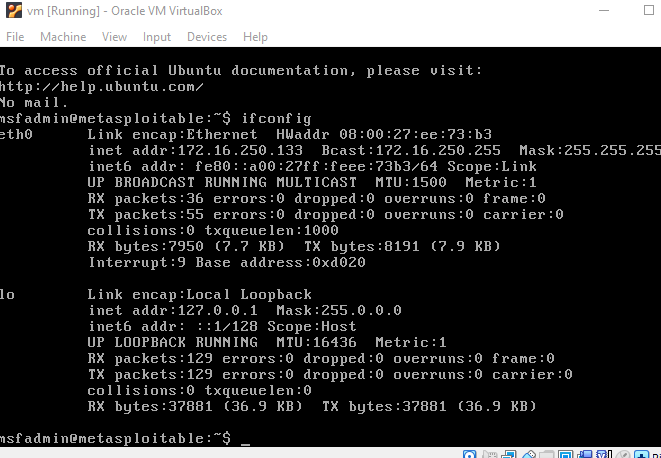 vm [Running] - Oracle VM VirtualBox
File Machine View Input Devices Help
To access official Ubuntu documentation, please visit:
http://help.ubuntu.com/
No mail.
msfadmin@metasploitable:~$ ifconfig
eth0 Link encap:Ethernet HWaddr 08:00:27:ee:73:b3
inet addr:172.16.250.133 Bcast:172.16.250.255 Mask:255.255.255
inet6 addr: fe80::a00:27ff:feee:73b3/64 Scope:Link
UP BROADCAST RUNNING MULTICAST MTU:1500 Metric:1
RX packets:36 errors:0 dropped:0 overruns:0 frame:0
TX packets:55 errors:0 dropped:0 overruns:0 carrier:0
collisions:0 txqueuelen:1000
RX bytes:7950 (7.7 KB) TX bytes:8191 (7.9 KB)
Interrupt:9 Base address:0xd020
lo Link encap:Local Loopback
inet addr:127.0.0.1 Mask:255.0.0.0
inet6 addr: ::1/128 Scope:Host
UP LOOPBACK RUNNING MTU:16436 Metric:1
RX packets:129 errors:0 dropped:0 overruns:0 frame:0
TX packets:129 errors:0 dropped:0 overruns:0 carrier:0
collisions:0 txqueuelen:0
RX bytes:37881 (36.9 KB) TX bytes:37881 (36.9 KB)
msfadmin@metasploitable:~$ _